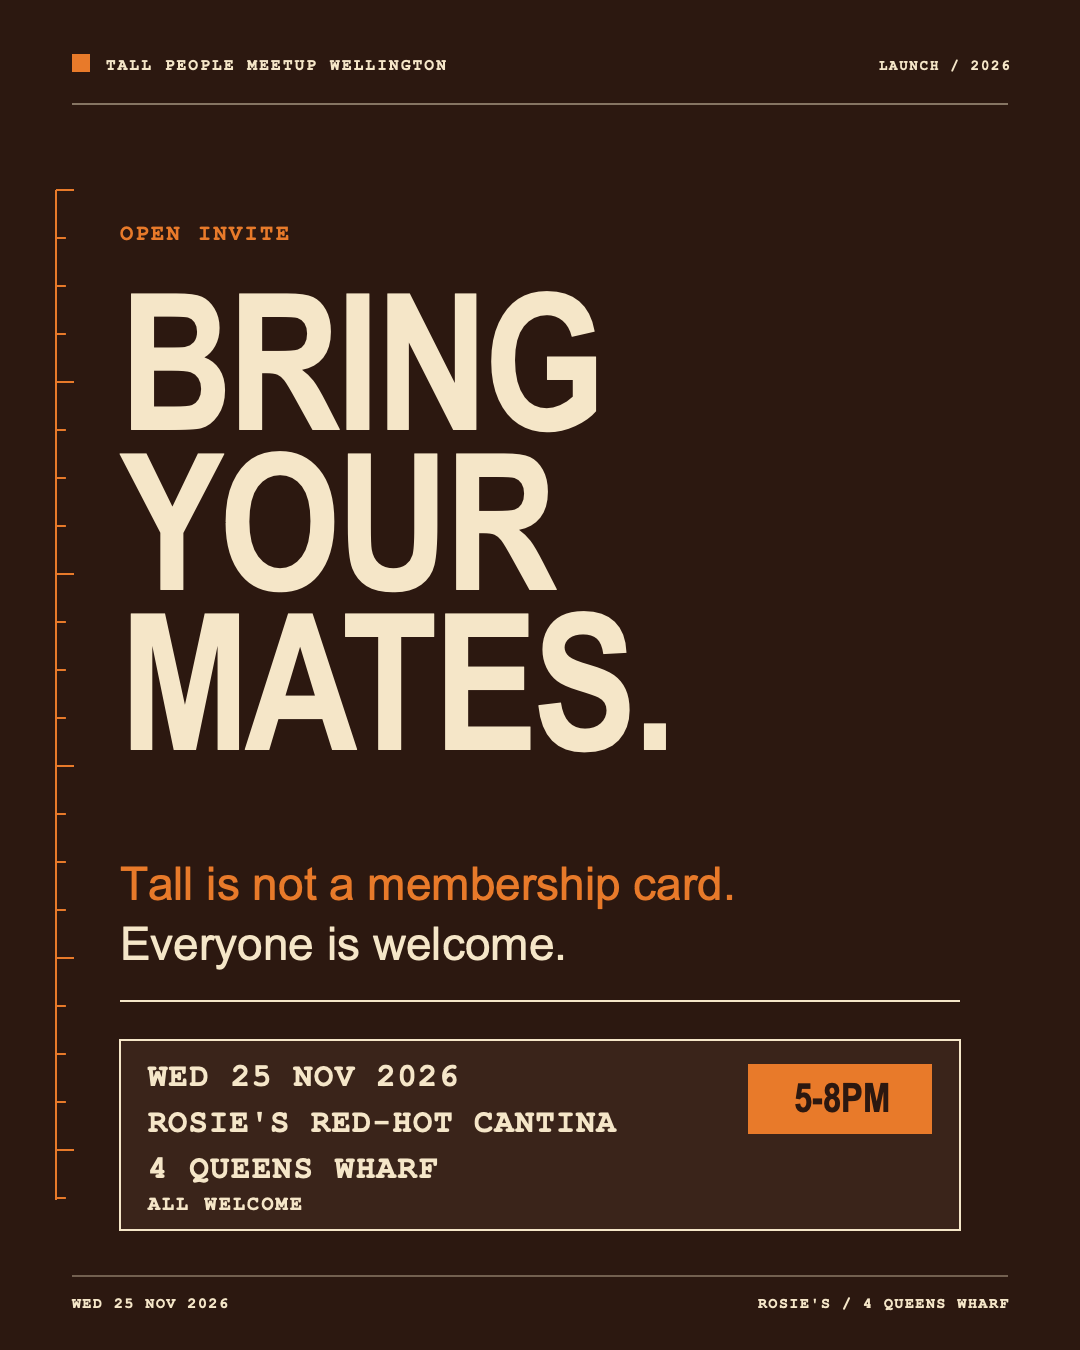 TALL PEOPLE MEETUP WELLINGTON
LAUNCH / 2026
OPEN INVITE
BRING
YOUR
MATES.
Tall is not a membership card.
Everyone is welcome.
WED 25 NOV 2026
5-8PM
ROSIE'S RED-HOT CANTINA
4 QUEENS WHARF
ALL WELCOME
WED 25 NOV 2026
ROSIE'S / 4 QUEENS WHARF